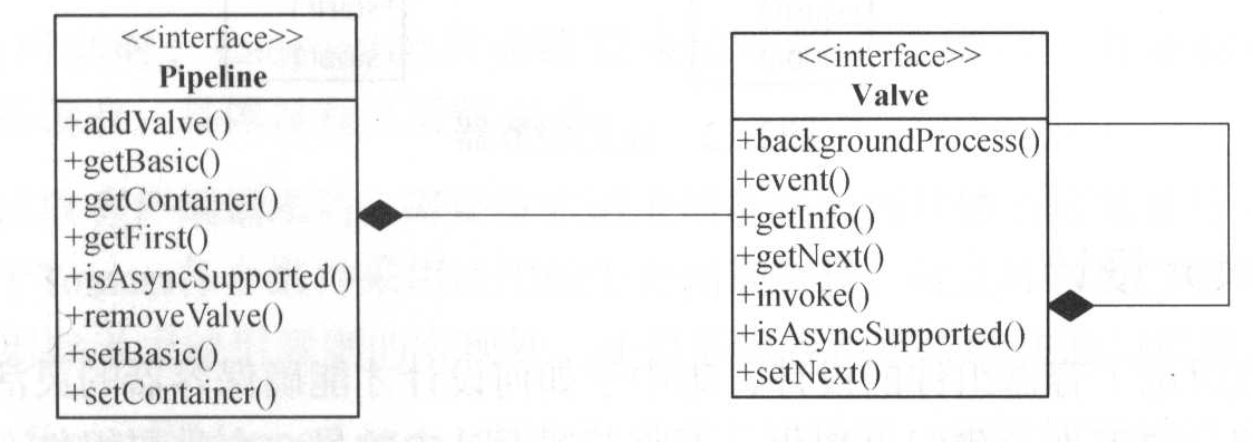 <<interface>>
Pipeline
+addValve()
+getBasic()
+getContainer()
+getFirst()
+isAsyncSupported()
+removeValve()
+setBasic()
+setContainer()
<<interface>>
Valve
+backgroundProcess()
+event()
+getInfo()
+getNext()
+invoke()
+isAsyncSupported()
+setNext()